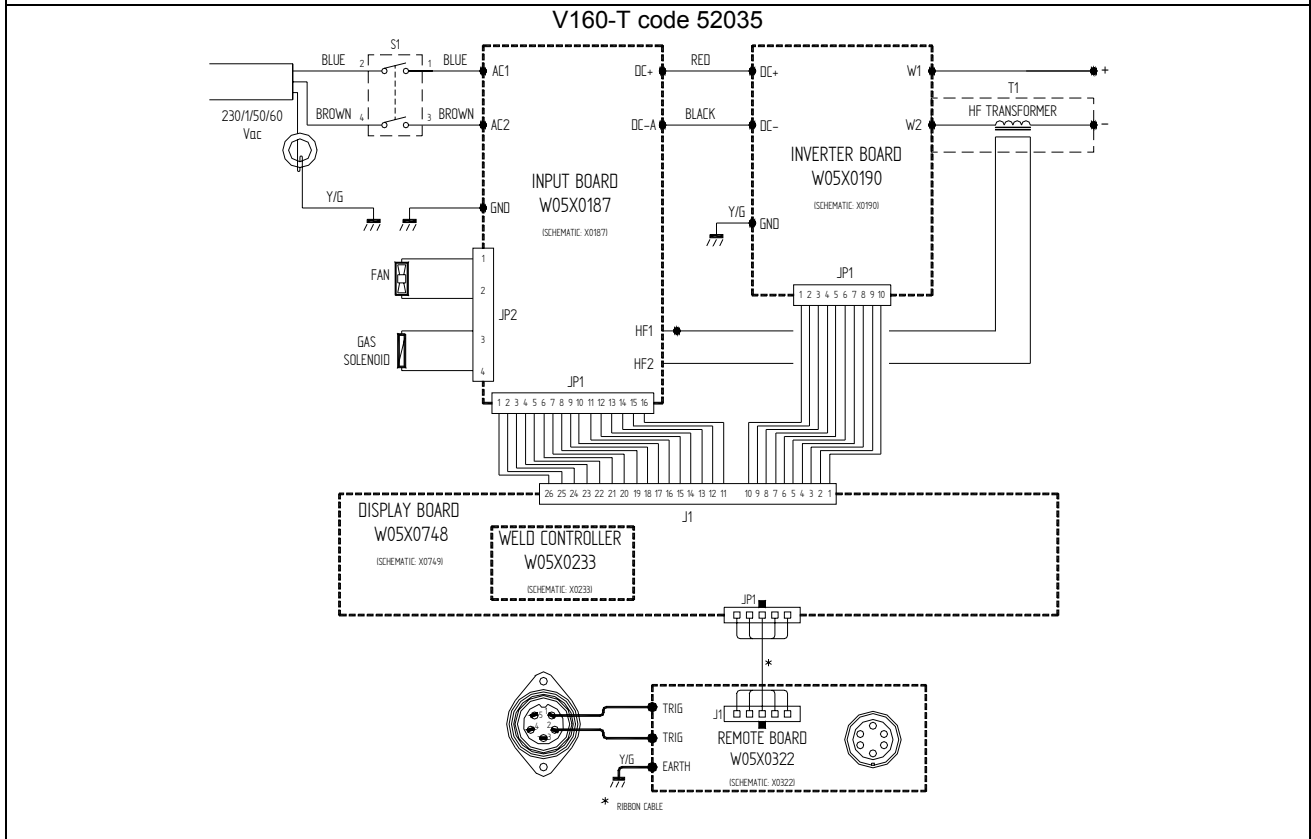 V160-T code 52035
S1
BLUE 2 1 BLUE
AC1
BROWN 4 3 BROWN
AC2
230/1/50/60
Vac
Y/G
GND
INPUT BOARD
W05X0187
(SCHEMATIC: X0187)
DC+
RED
DC+
DC-A
BLACK
DC-
INVERTER BOARD
W05X0190
(SCHEMATIC: X0190)
Y/G
GND
W1
+
T1
HF TRANSFORMER
W2
-
FAN
1
2
JP2
GAS
SOLENOID
3
4
HF1
HF2
JP1
1 2 3 4 5 6 7 8 9 10 11 12 13 14 15 16
JP1
1 2 3 4 5 6 7 8 9 10
26 25 24 23 22 21 20 19 18 17 16 15 14 13 12 11 10 9 8 7 6 5 4 3 2 1
J1
DISPLAY BOARD
W05X0748
(SCHEMATIC: X0749)
WELD CONTROLLER
W05X0233
(SCHEMATIC: X0233)
JP1
*
5 1
4 2
3
TRIG
TRIG
Y/G
EARTH
J1
REMOTE BOARD
W05X0322
(SCHEMATIC: X0322)
* RIBBON CABLE